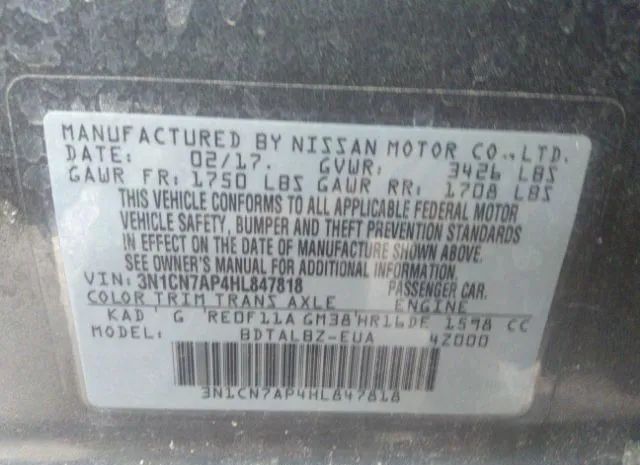 MANUFACTURED BY NISSAN MOTOR CO., LTD.
DATE: 02/17. GVWR: 3426 LBS
GAWR FR: 1750 LBS GAWR RR: 1708 LBS
THIS VEHICLE CONFORMS TO ALL APPLICABLE FEDERAL MOTOR
VEHICLE SAFETY, BUMPER AND THEFT PREVENTION STANDARDS
IN EFFECT ON THE DATE OF MANUFACTURE SHOWN ABOVE.
SEE OWNER'S MANUAL FOR ADDITIONAL INFORMATION
VIN: 3N1CN7AP4HL847818 PASSENGER CAR.
COLOR TRIM TRANS AXLE ENGINE
KAD G RE0F11A GM38 HR16DE 1598 CC
MODEL: BDTALBZ-EUA 4Z000
3N1CN7AP4HL847818